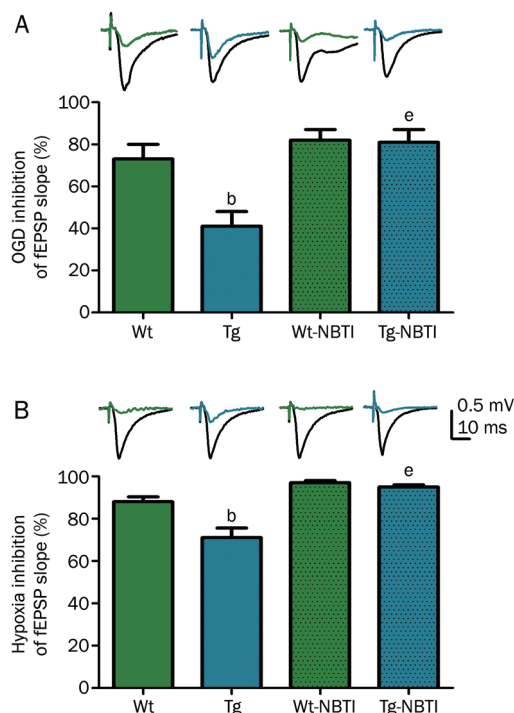 A
100
80
60
40
20
0
OGD inhibition
of fEPSP slope (%)
b
e
Wt
Tg
Wt-NBTI
Tg-NBTI
B
0.5 mV
10 ms
100
80
60
40
20
0
Hypoxia inhibition
of fEPSP slope (%)
b
e
Wt
Tg
Wt-NBTI
Tg-NBTI